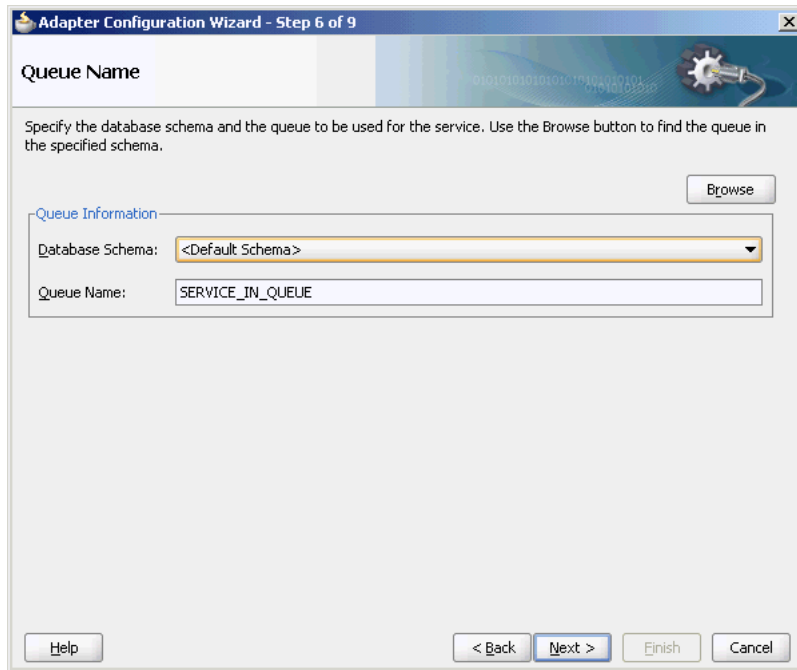 Adapter Configuration Wizard - Step 6 of 9
Queue Name
Specify the database schema and the queue to be used for the service. Use the Browse button to find the queue in
the specified schema.
Browse
Queue Information
Database Schema: <Default Schema>
Queue Name: SERVICE_IN_QUEUE
Help < Back Next > Finish Cancel